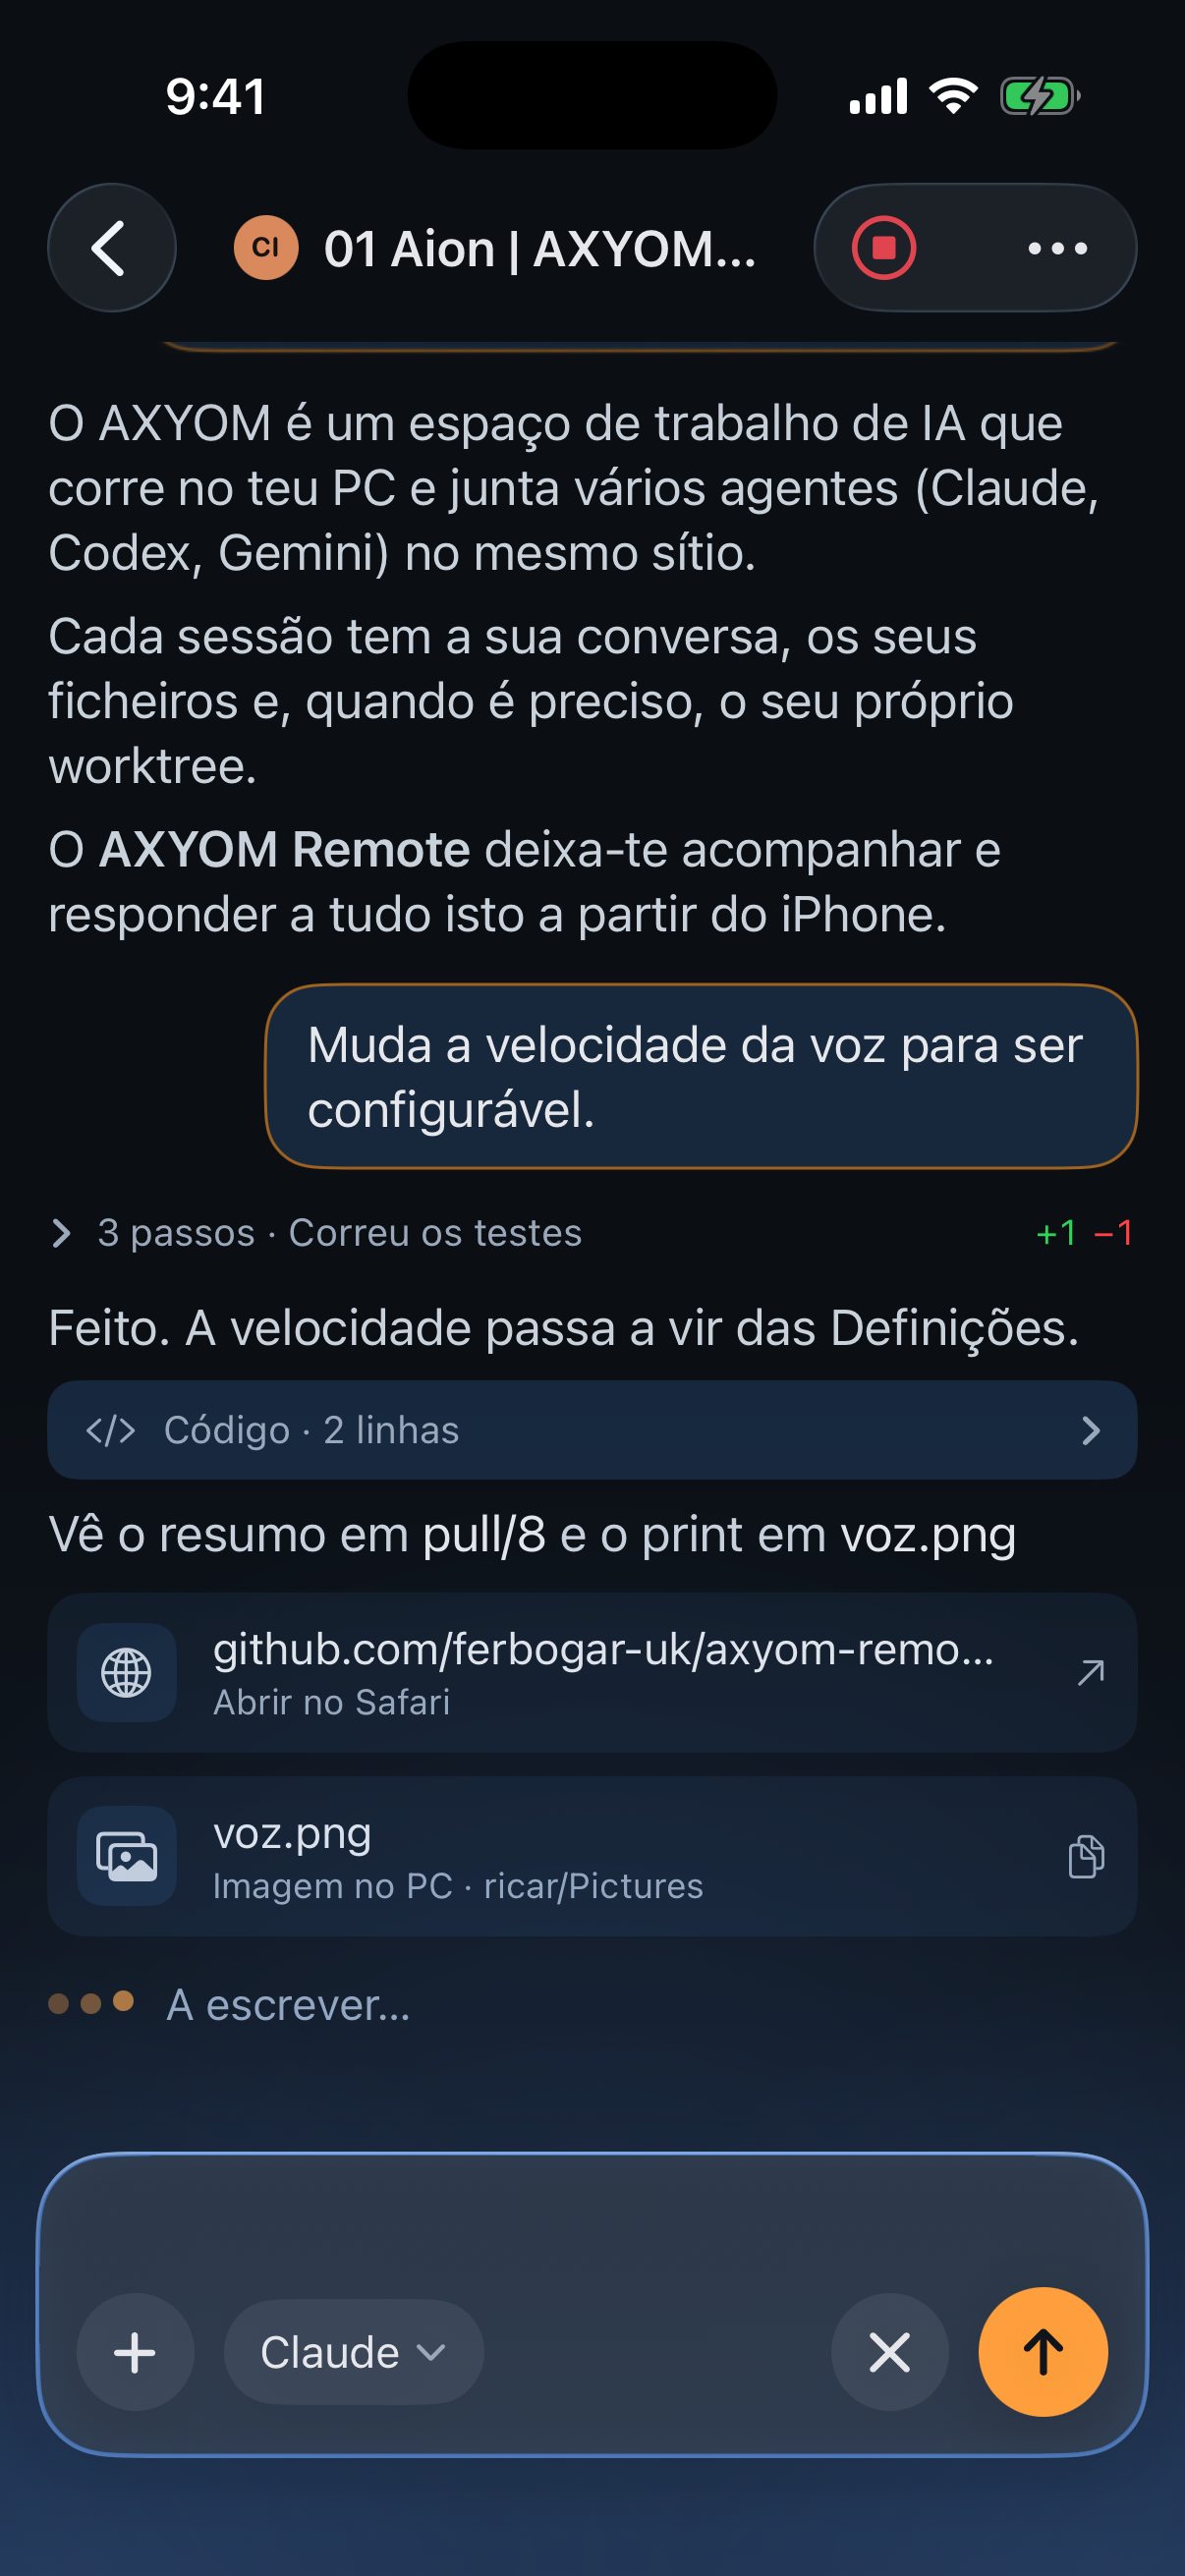 9:41
CI
01 Aion | AXYOM...
O AXYOM é um espaço de trabalho de IA que
corre no teu PC e junta vários agentes (Claude,
Codex, Gemini) no mesmo sítio.
Cada sessão tem a sua conversa, os seus
ficheiros e, quando é preciso, o seu próprio
worktree.
O AXYOM Remote deixa-te acompanhar e
responder a tudo isto a partir do iPhone.
Muda a velocidade da voz para ser
configurável.
3 passos · Correu os testes +1 −1
Feito. A velocidade passa a vir das Definições.
</> Código · 2 linhas
Vê o resumo em pull/8 e o print em voz.png
github.com/ferbogar-uk/axyom-remo...
Abrir no Safari
voz.png
Imagem no PC · ricar/Pictures
A escrever...
Claude